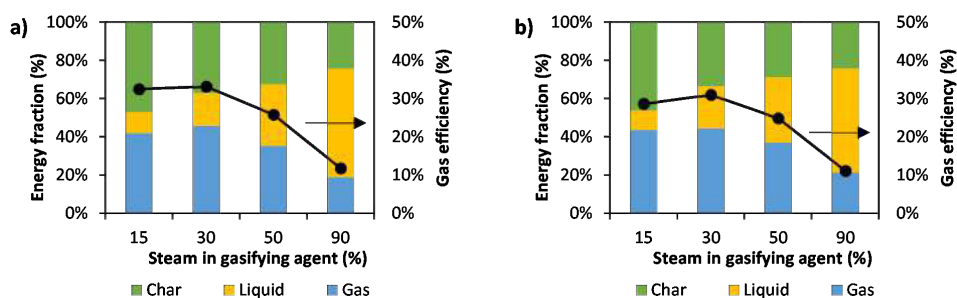 a)
100%
80%
60%
40%
20%
0%
Energy fraction (%)
50%
40%
30%
20%
10%
0%
Gas efficiency (%)
15 30 50 90
Steam in gasifying agent (%)
Char Liquid Gas
b)
100%
80%
60%
40%
20%
0%
Energy fraction (%)
50%
40%
30%
20%
10%
0%
Gas efficiency (%)
15 30 50 90
Steam in gasifying agent (%)
Char Liquid Gas